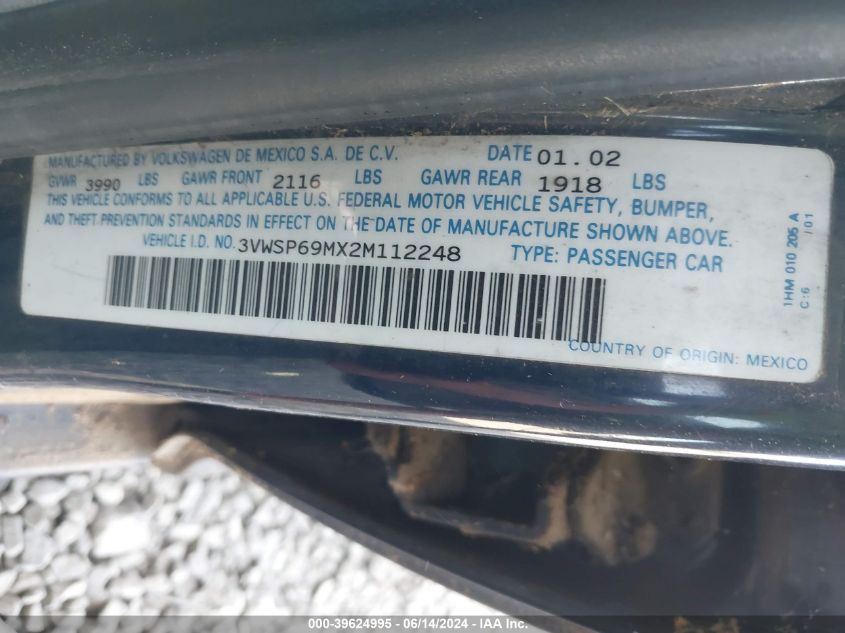 MANUFACTURED BY VOLKSWAGEN DE MEXICO S.A. DE C.V. DATE 01.02
GVWR 3990 LBS GAWR FRONT 2116 LBS GAWR REAR 1918 LBS
THIS VEHICLE CONFORMS TO ALL APPLICABLE U.S. FEDERAL MOTOR VEHICLE SAFETY, BUMPER,
AND THEFT PREVENTION STANDARDS IN EFFECT ON THE DATE OF MANUFACTURE SHOWN ABOVE.
VEHICLE I.D. NO. 3VWSP69MX2M112248 TYPE: PASSENGER CAR
COUNTRY OF ORIGIN: MEXICO
1HM 010 205 A
C:6 /01
000-39624995 - 06/14/2024 - IAA Inc.